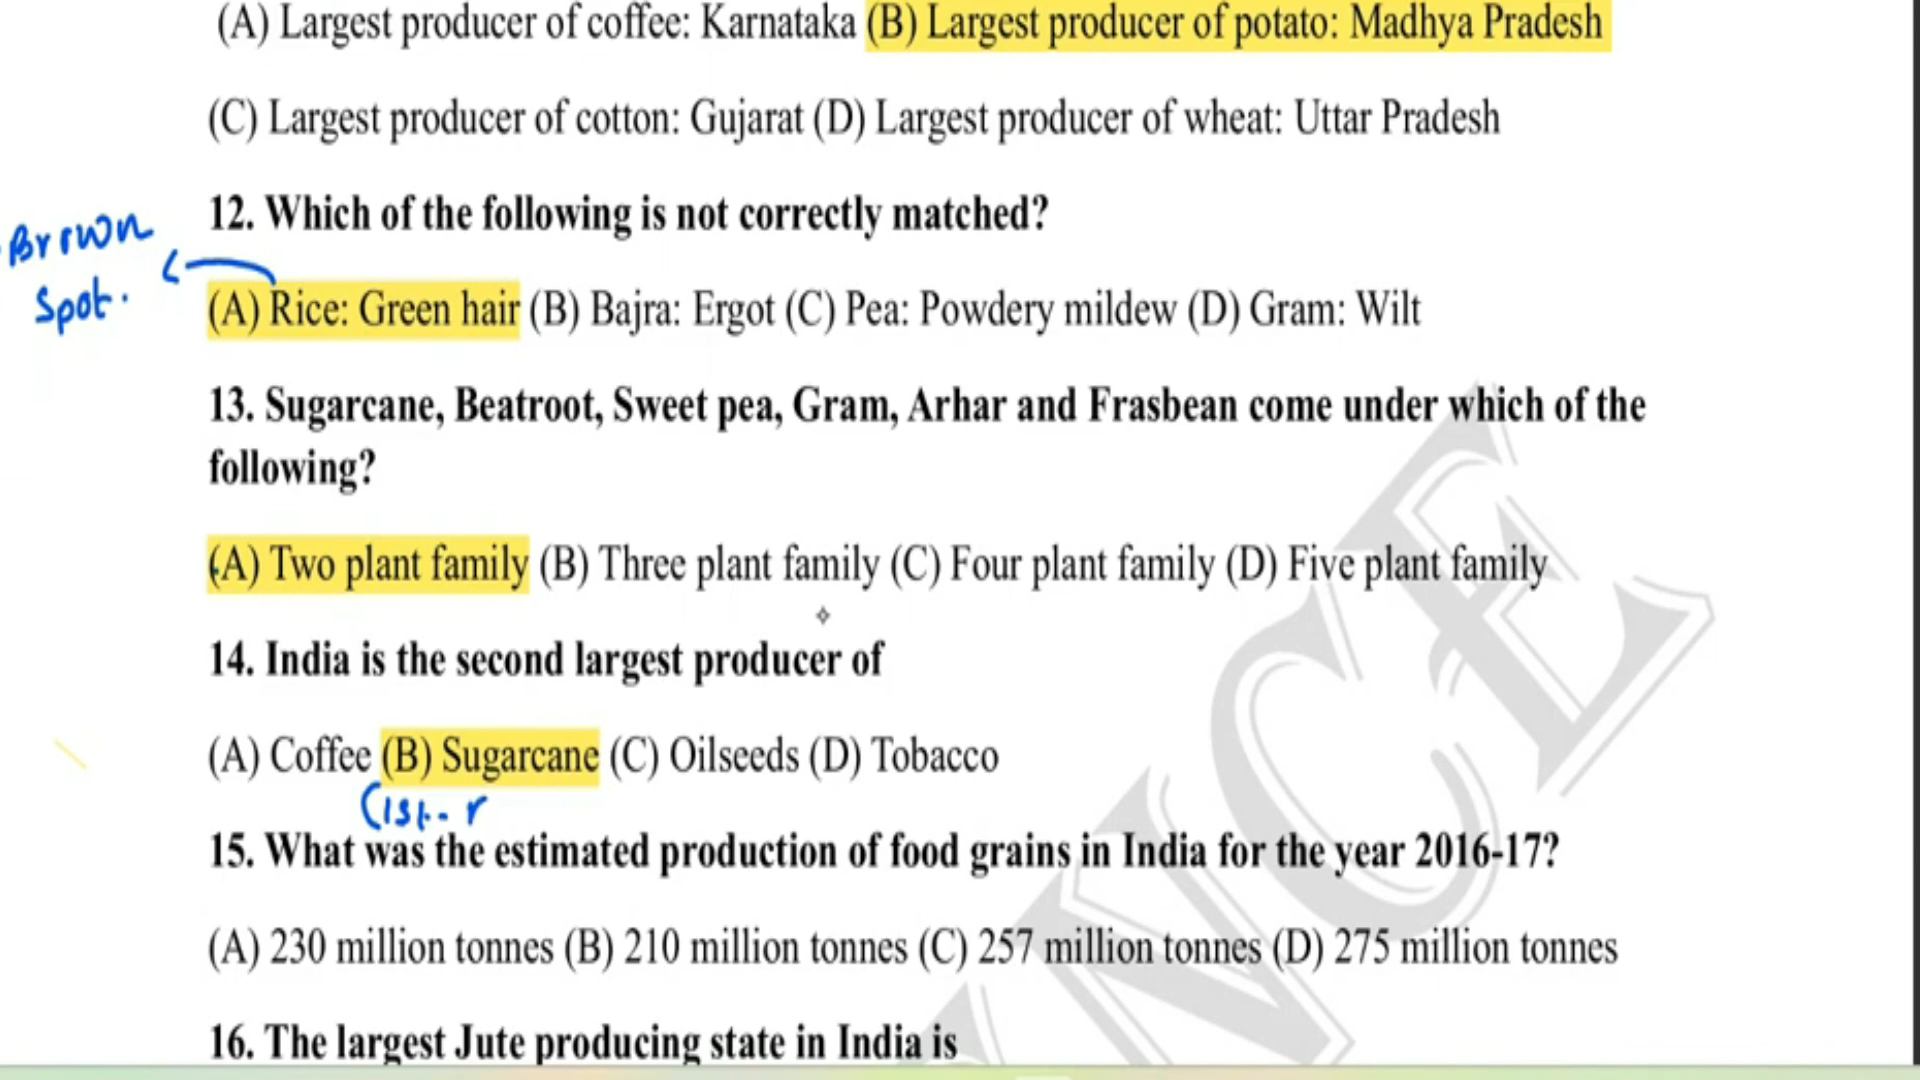 (A) Largest producer of coffee: Karnataka (B) Largest producer of potato: Madhya Pradesh
(C) Largest producer of cotton: Gujarat (D) Largest producer of wheat: Uttar Pradesh
12. Which of the following is not correctly matched?
Brown
Spot.
(A) Rice: Green hair (B) Bajra: Ergot (C) Pea: Powdery mildew (D) Gram: Wilt
13. Sugarcane, Beatroot, Sweet pea, Gram, Arhar and Frasbean come under which of the
following?
(A) Two plant family (B) Three plant family (C) Four plant family (D) Five plant family
14. India is the second largest producer of
(A) Coffee (B) Sugarcane (C) Oilseeds (D) Tobacco
(1st - r
15. What was the estimated production of food grains in India for the year 2016-17?
(A) 230 million tonnes (B) 210 million tonnes (C) 257 million tonnes (D) 275 million tonnes
16. The largest Jute producing state in India is
NCE